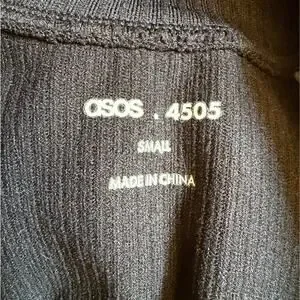 asos . 4505
SMALL
MADE IN CHINA